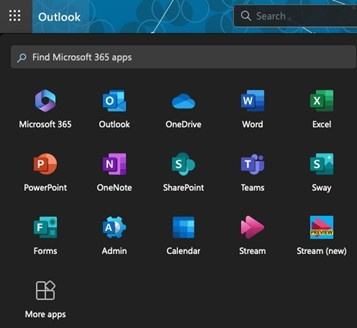 Outlook
Search
Find Microsoft 365 apps
Microsoft 365 Outlook OneDrive Word Excel
PowerPoint OneNote SharePoint Teams Sway
PREVIEW
Forms Admin Calendar Stream Stream (new)
More apps